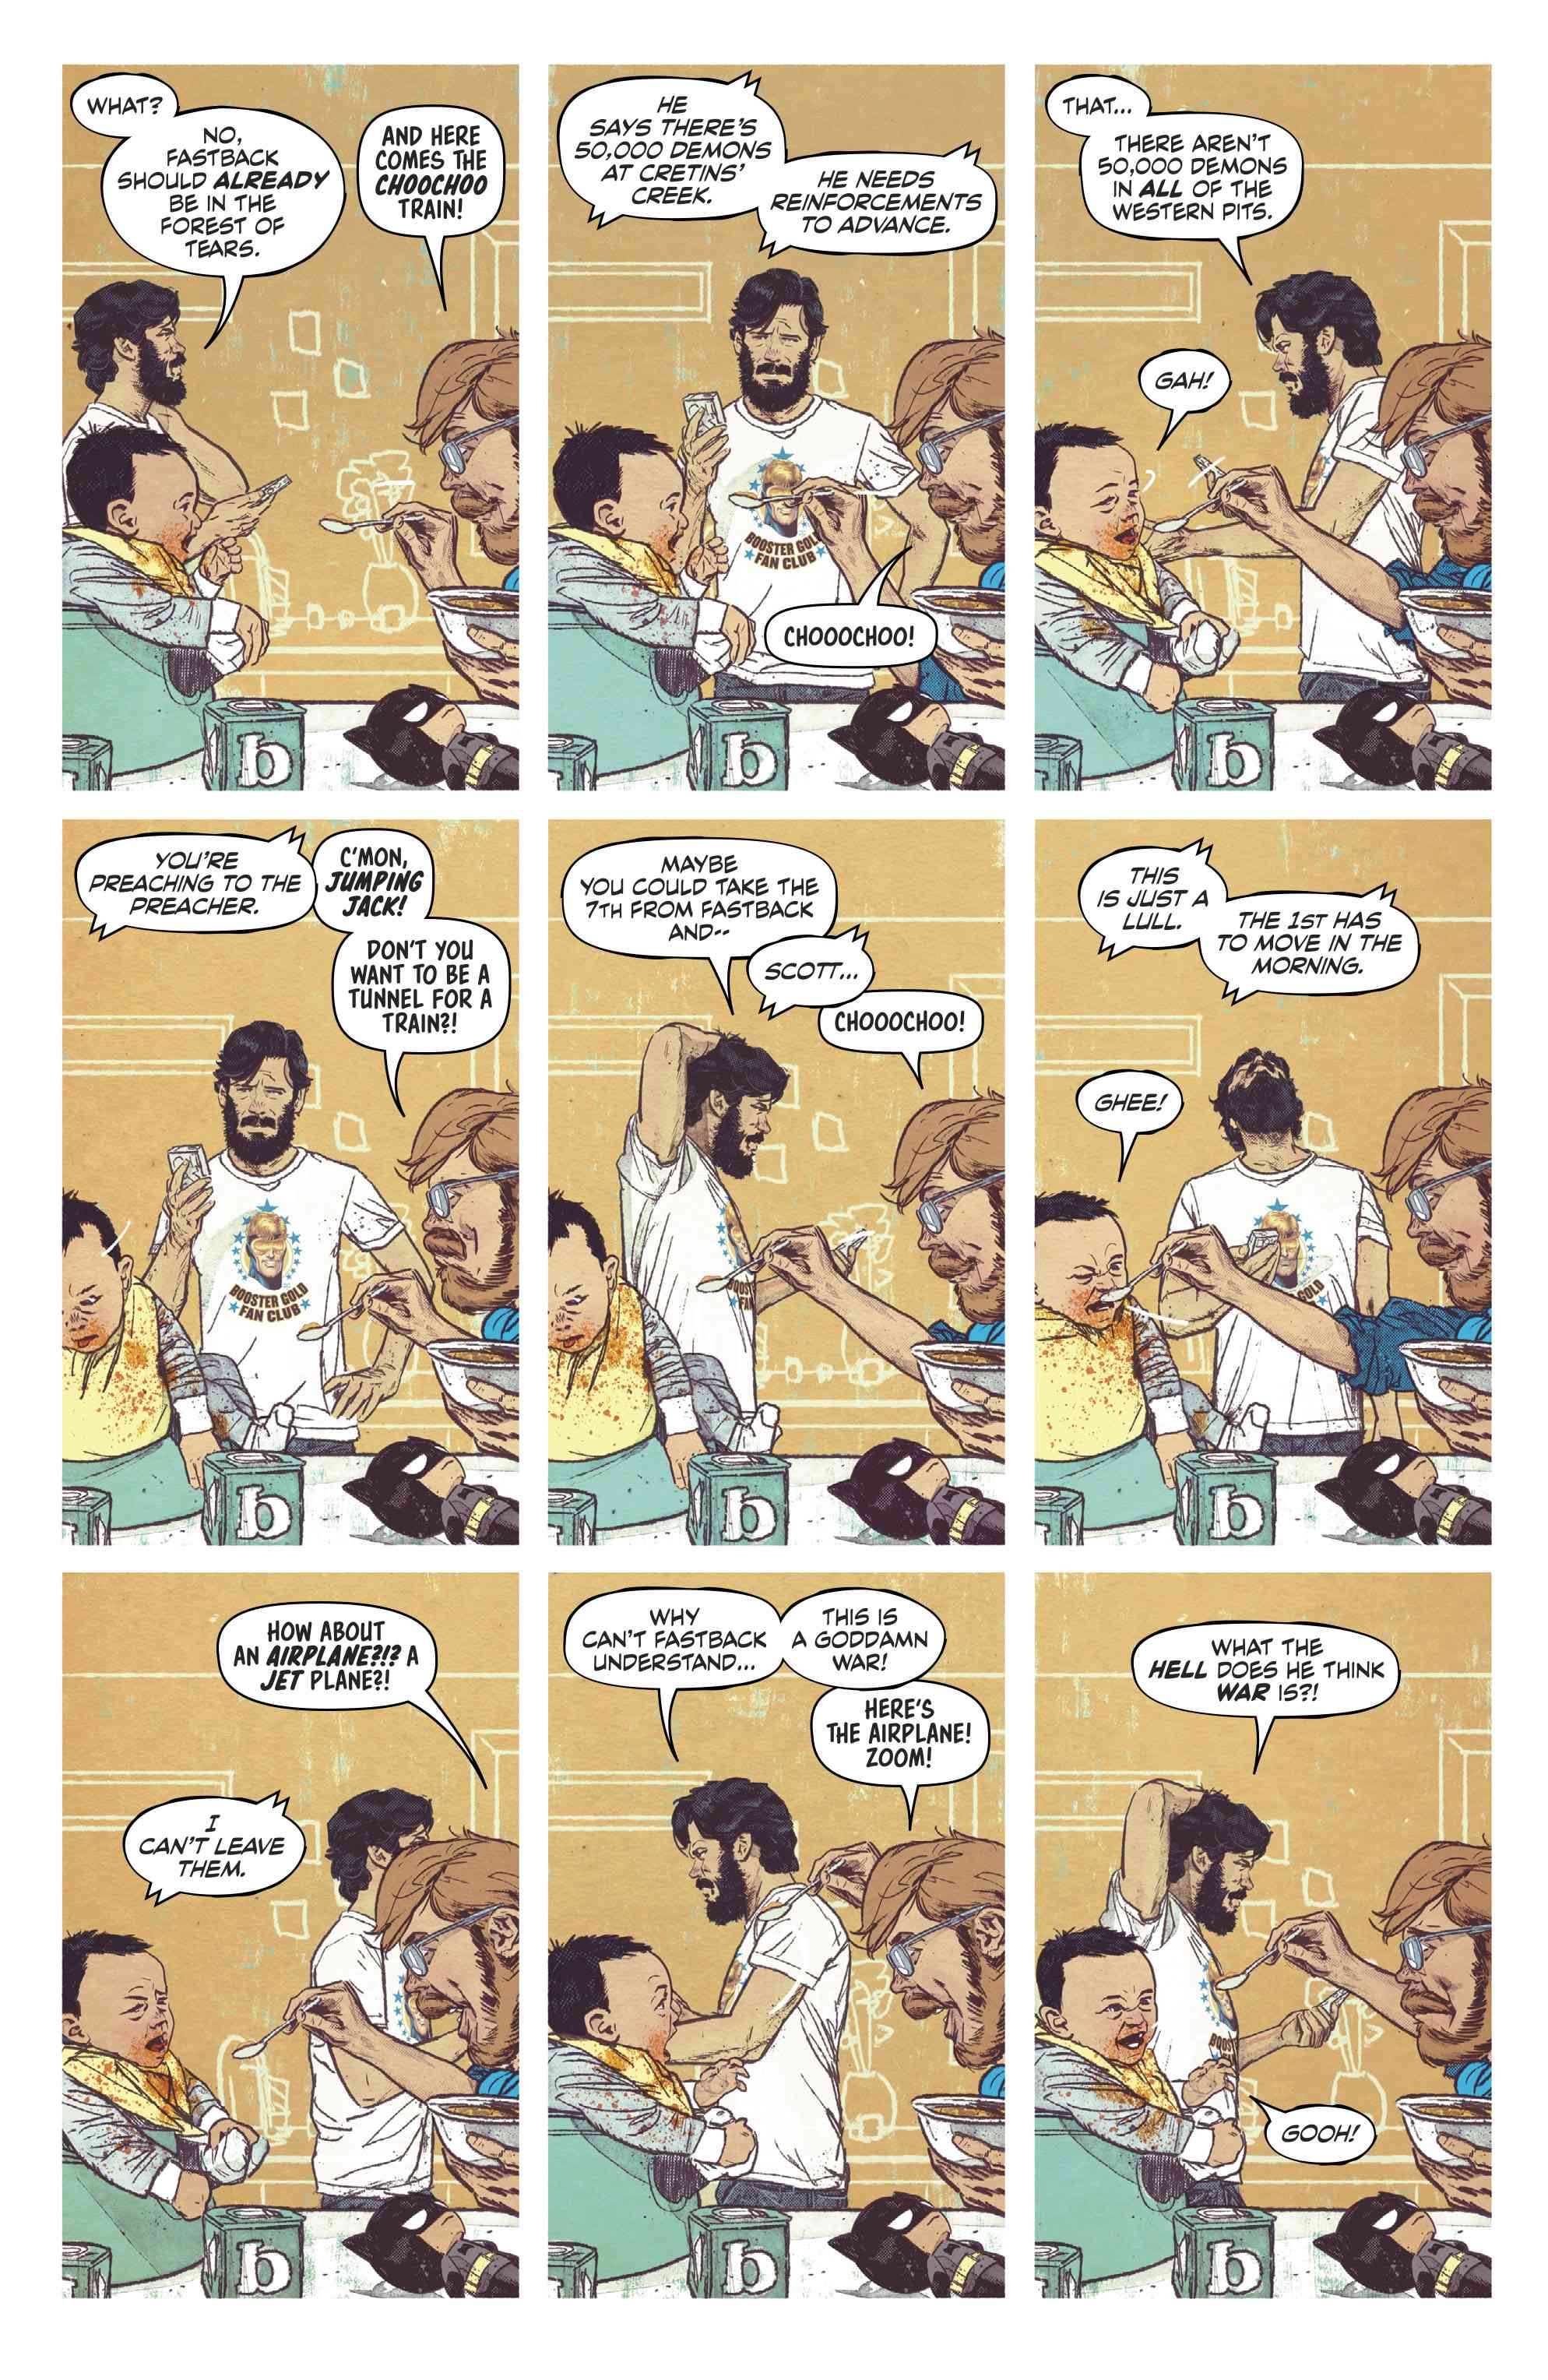 WHAT?
NO,
FASTBACK
SHOULD ALREADY
BE IN THE
FOREST OF
TEARS.
AND HERE
COMES THE
CHOOCHOO
TRAIN!
b
HE
SAYS THERE'S
50,000 DEMONS
AT CRETINS'
CREEK.
HE NEEDS
REINFORCEMENTS
TO ADVANCE.
BOOSTER GOL
FAN CLUB
CHOOOCHOO!
b
THAT...
THERE AREN'T
50,000 DEMONS
IN ALL OF THE
WESTERN PITS.
GAH!
b
YOU'RE
PREACHING TO THE
PREACHER.
C'MON,
JUMPING
JACK!
DON'T YOU
WANT TO BE A
TUNNEL FOR A
TRAIN?!
BOOSTER GOLD
FAN CLUB
b
MAYBE
YOU COULD TAKE THE
7TH FROM FASTBACK
AND--
SCOTT...
CHOOOCHOO!
BOOS
FA
b
THIS
IS JUST A
LULL.
THE 1ST HAS
TO MOVE IN THE
MORNING.
GHEE!
GOLD
b
HOW ABOUT
AN AIRPLANE?!? A
JET PLANE?!
I
CAN'T LEAVE
THEM.
b
WHY
CAN'T FASTBACK
UNDERSTAND...
THIS IS
A GODDAMN
WAR!
HERE'S
THE AIRPLANE!
ZOOM!
b
WHAT THE
HELL DOES HE THINK
WAR IS?!
BOOS
GOOH!
b